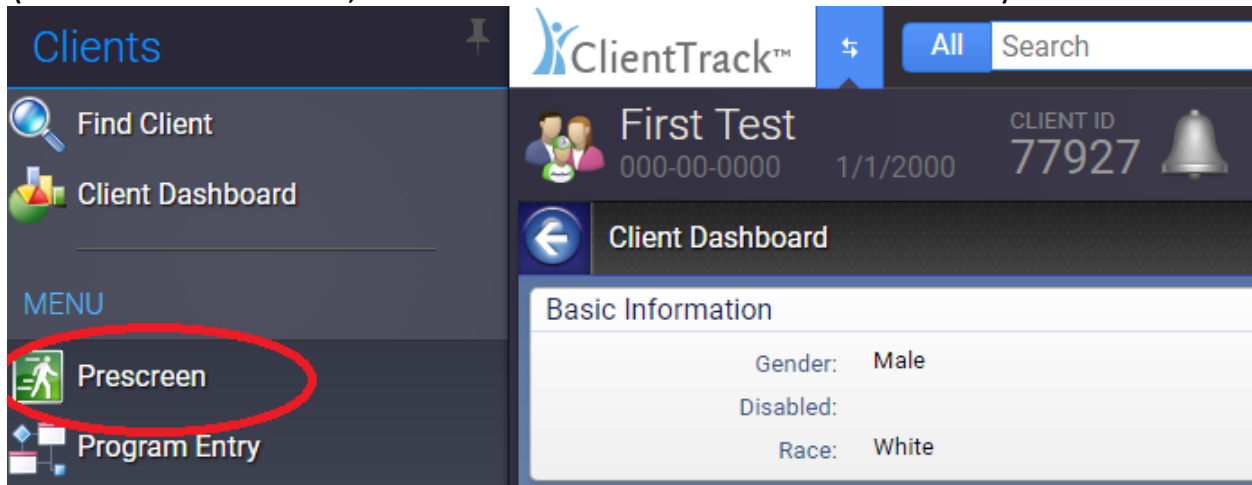 Clients
Find Client
Client Dashboard
MENU
Prescreen
Program Entry
ClientTrack™
All Search
First Test
000-00-0000 1/1/2000
CLIENT ID
77927
Client Dashboard
Basic Information
Gender: Male
Disabled:
Race: White